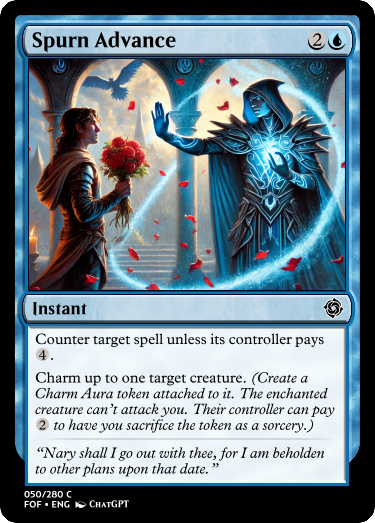 Spurn Advance 2
Instant
Counter target spell unless its controller pays
4.
Charm up to one target creature. (Create a
Charm Aura token attached to it. The enchanted
creature can't attack you. Their controller can pay
2 to have you sacrifice the token as a sorcery.)
“Nary shall I go out with thee, for I am beholden
to other plans upon that date.”
050/280 C
FOF • ENG ChatGPT